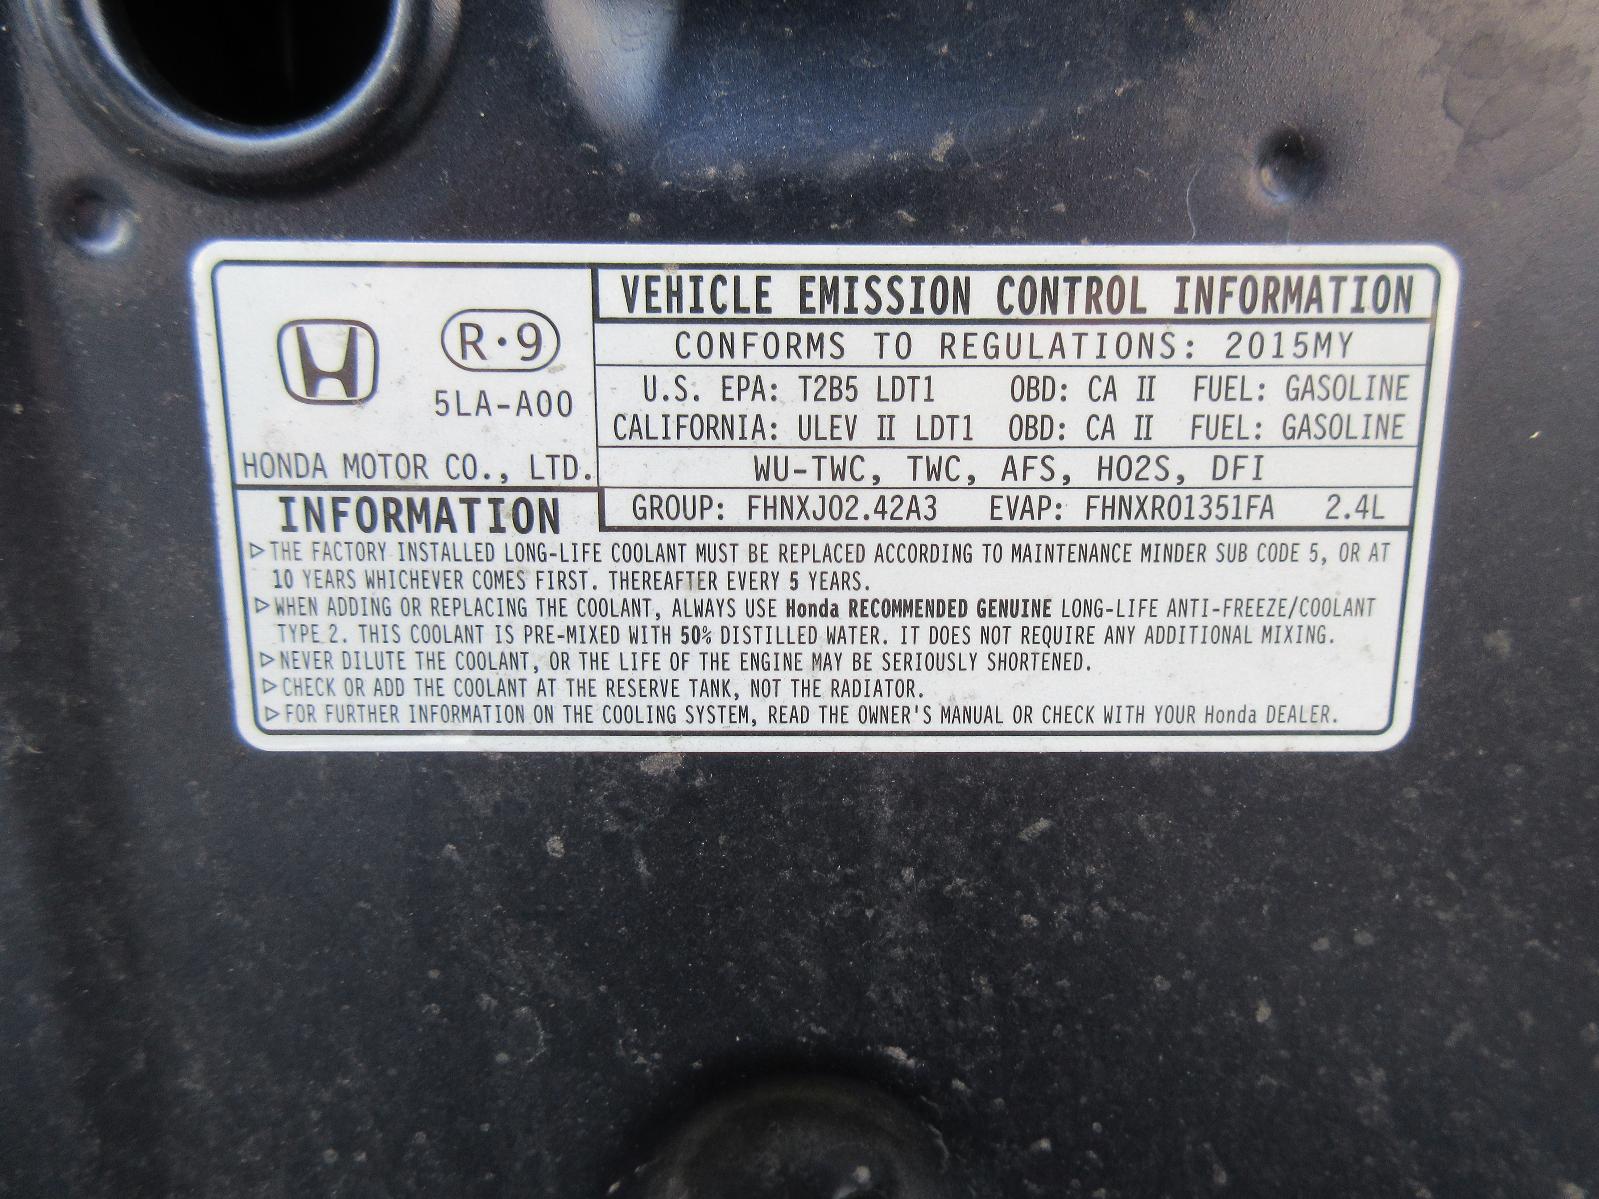 VEHICLE EMISSION CONTROL INFORMATION
R·9
5LA-A00
HONDA MOTOR CO., LTD.
CONFORMS TO REGULATIONS: 2015MY
U.S. EPA: T2B5 LDT1 OBD: CA II FUEL: GASOLINE
CALIFORNIA: ULEV II LDT1 OBD: CA II FUEL: GASOLINE
WU-TWC, TWC, AFS, HO2S, DFI
GROUP: FHNXJ02.42A3 EVAP: FHNXR01351FA 2.4L
INFORMATION
▷THE FACTORY INSTALLED LONG-LIFE COOLANT MUST BE REPLACED ACCORDING TO MAINTENANCE MINDER SUB CODE 5, OR AT
10 YEARS WHICHEVER COMES FIRST. THEREAFTER EVERY 5 YEARS.
▷WHEN ADDING OR REPLACING THE COOLANT, ALWAYS USE Honda RECOMMENDED GENUINE LONG-LIFE ANTI-FREEZE/COOLANT
TYPE 2. THIS COOLANT IS PRE-MIXED WITH 50% DISTILLED WATER. IT DOES NOT REQUIRE ANY ADDITIONAL MIXING.
▷NEVER DILUTE THE COOLANT, OR THE LIFE OF THE ENGINE MAY BE SERIOUSLY SHORTENED.
▷CHECK OR ADD THE COOLANT AT THE RESERVE TANK, NOT THE RADIATOR.
▷FOR FURTHER INFORMATION ON THE COOLING SYSTEM, READ THE OWNER'S MANUAL OR CHECK WITH YOUR Honda DEALER.